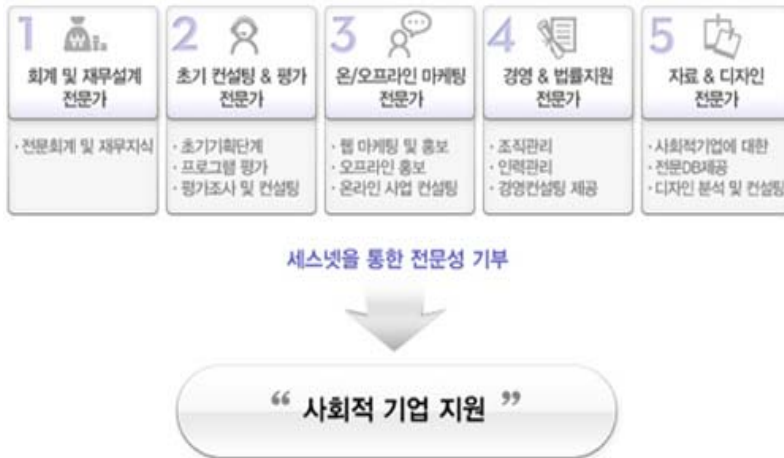 1
회계 및 재무설계
전문가
· 전문회계 및 재무지식
2
초기 컨설팅 & 평가
전문가
· 초기기획단계
· 프로그램 평가
· 평가조사 및 컨설팅
3
온/오프라인 마케팅
전문가
· 웹 마케팅 및 홍보
· 오프라인 홍보
· 온라인 사업 컨설팅
4
경영 & 법률지원
전문가
· 조직관리
· 인력관리
· 경영컨설팅 제공
5
자료 & 디자인
전문가
· 사회적기업에 대한
· 전문DB제공
· 디자인 분석 및 컨설팅
세스넷을 통한 전문성 기부
“ 사회적 기업 지원 ”